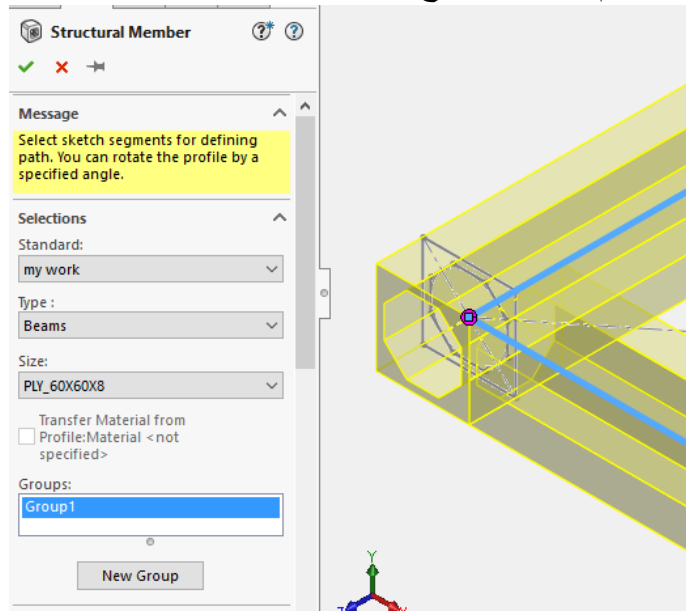 Structural Member
Message
Select sketch segments for defining
path. You can rotate the profile by a
specified angle.
Selections
Standard:
my work
Type :
Beams
Size:
PLY_60X60X8
Transfer Material from
Profile:Material <not
specified>
Groups:
Group1
New Group
Y